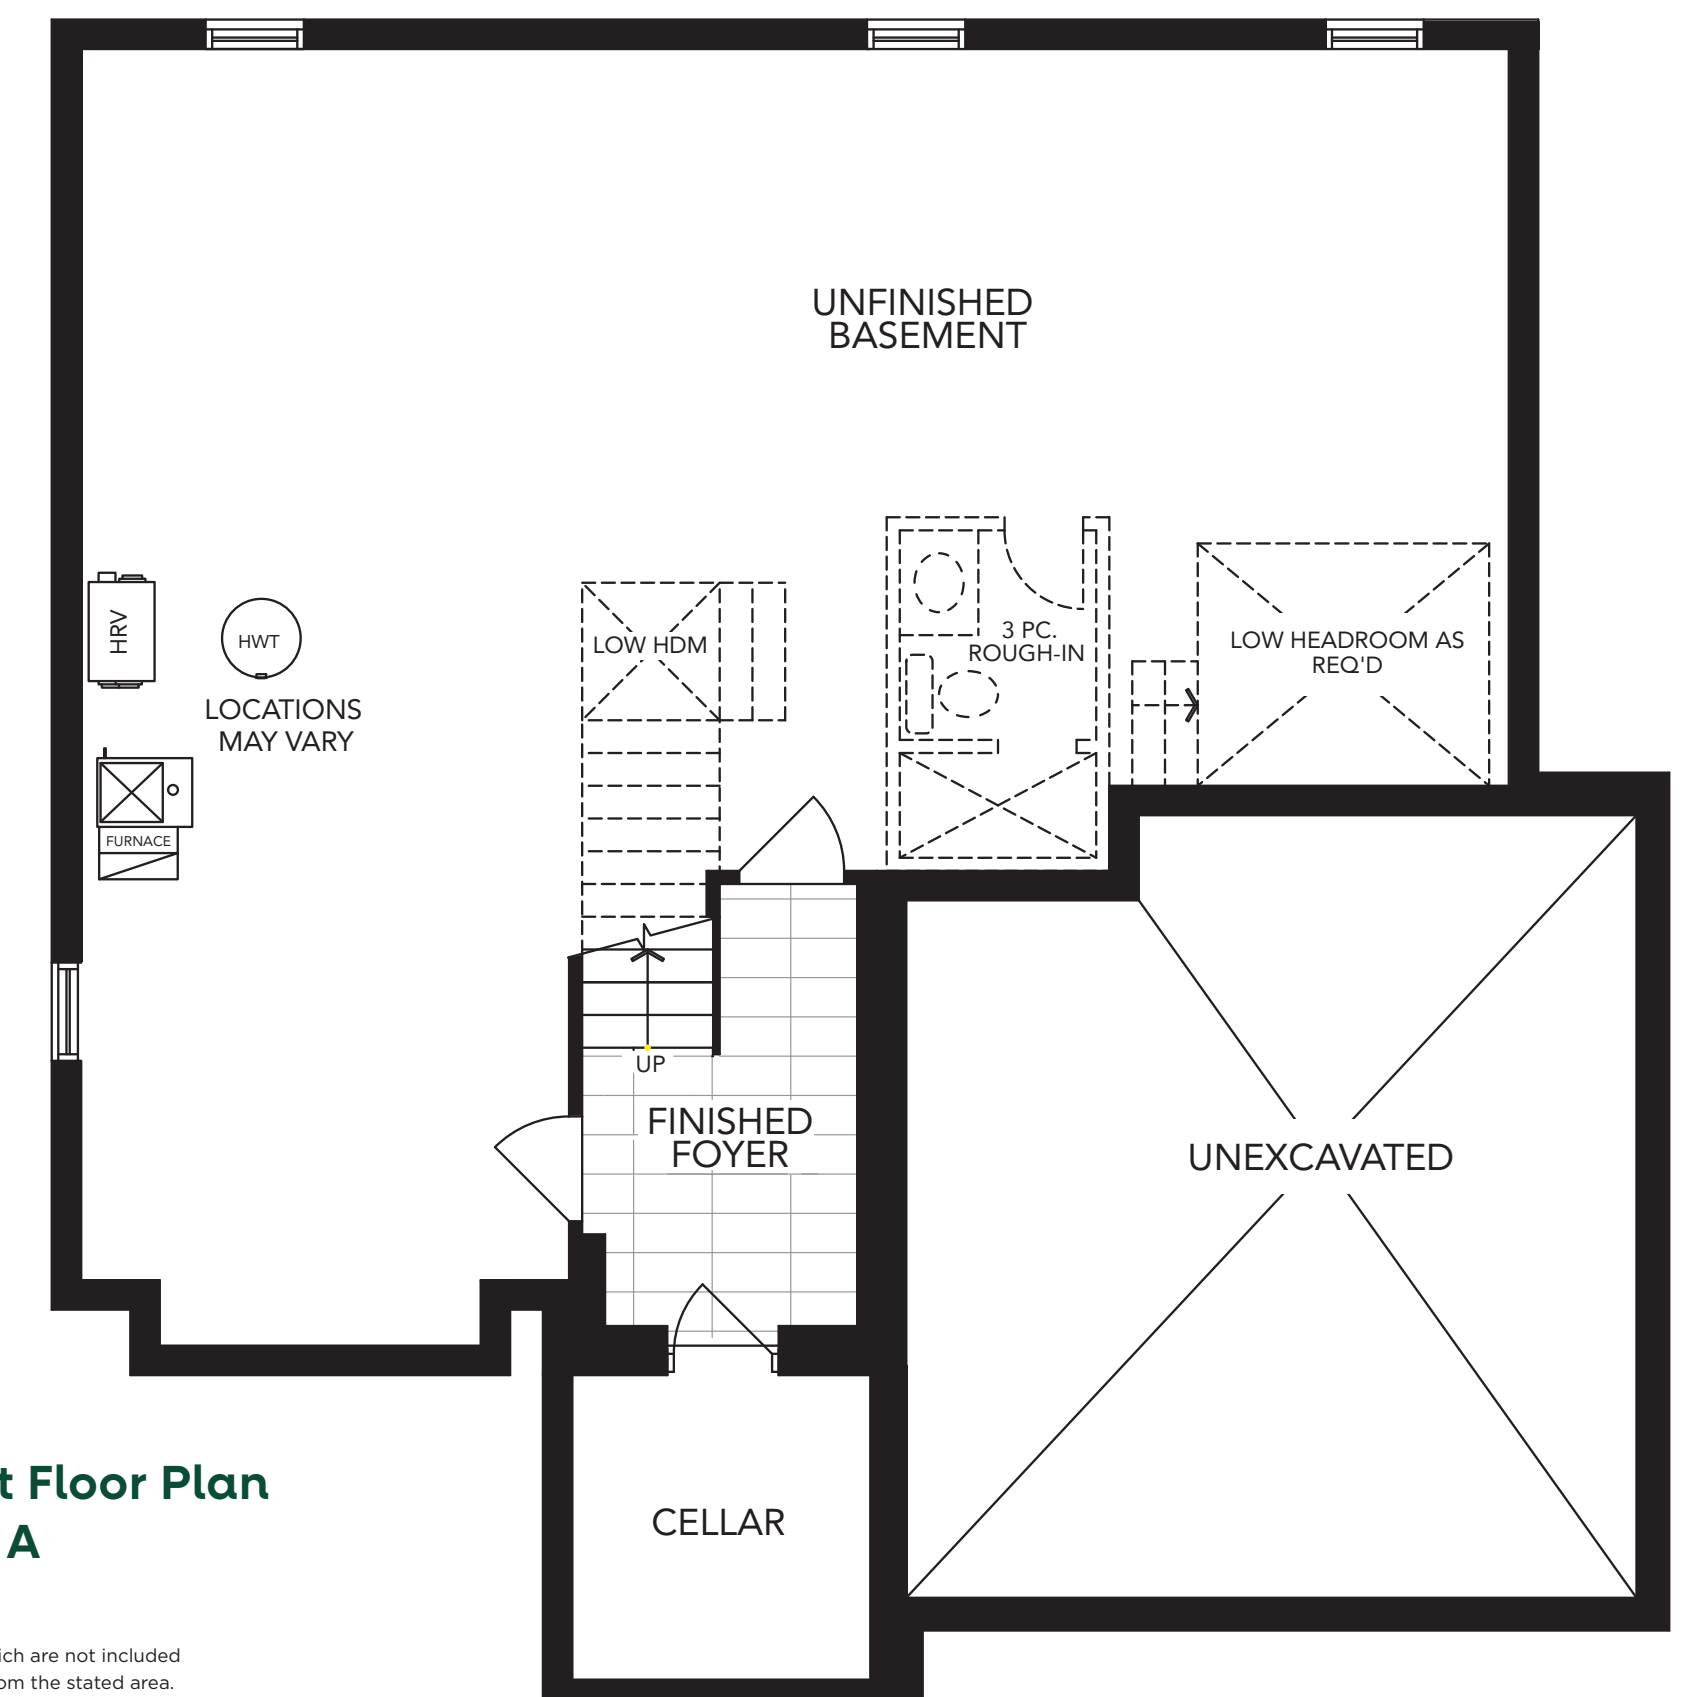 UNFINISHED
BASEMENT
HRV
HWT
LOCATIONS
MAY VARY
FURNACE
LOW HDM
3 PC.
ROUGH-IN
LOW HEADROOM AS
REQ'D
UP
FINISHED
FOYER
UNEXCAVATED
CELLAR
t Floor Plan
A
ich are not included
om the stated area.